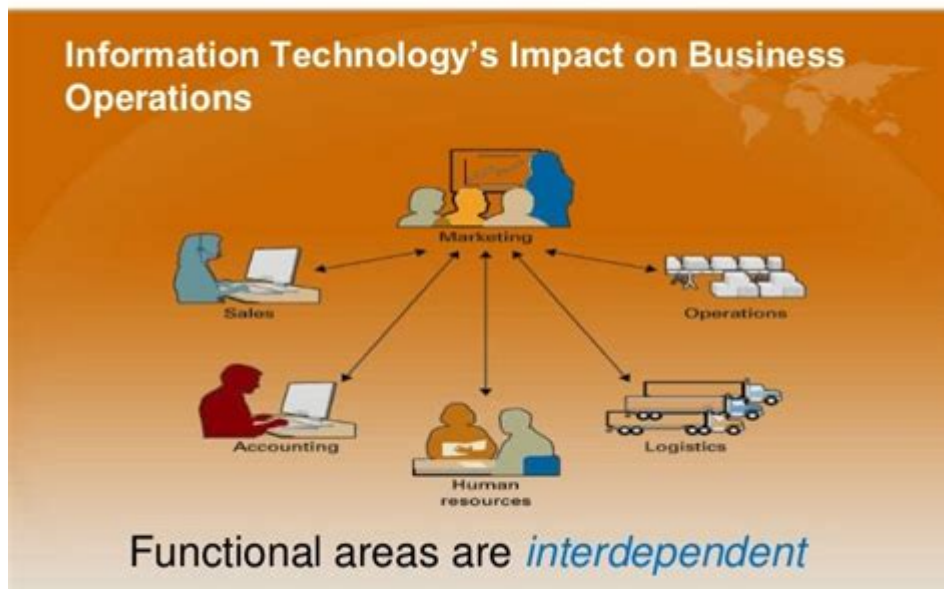 Information Technology's Impact on Business
Operations
Marketing
Sales
Operations
Accounting
Logistics
Human
resources
Functional areas are interdependent